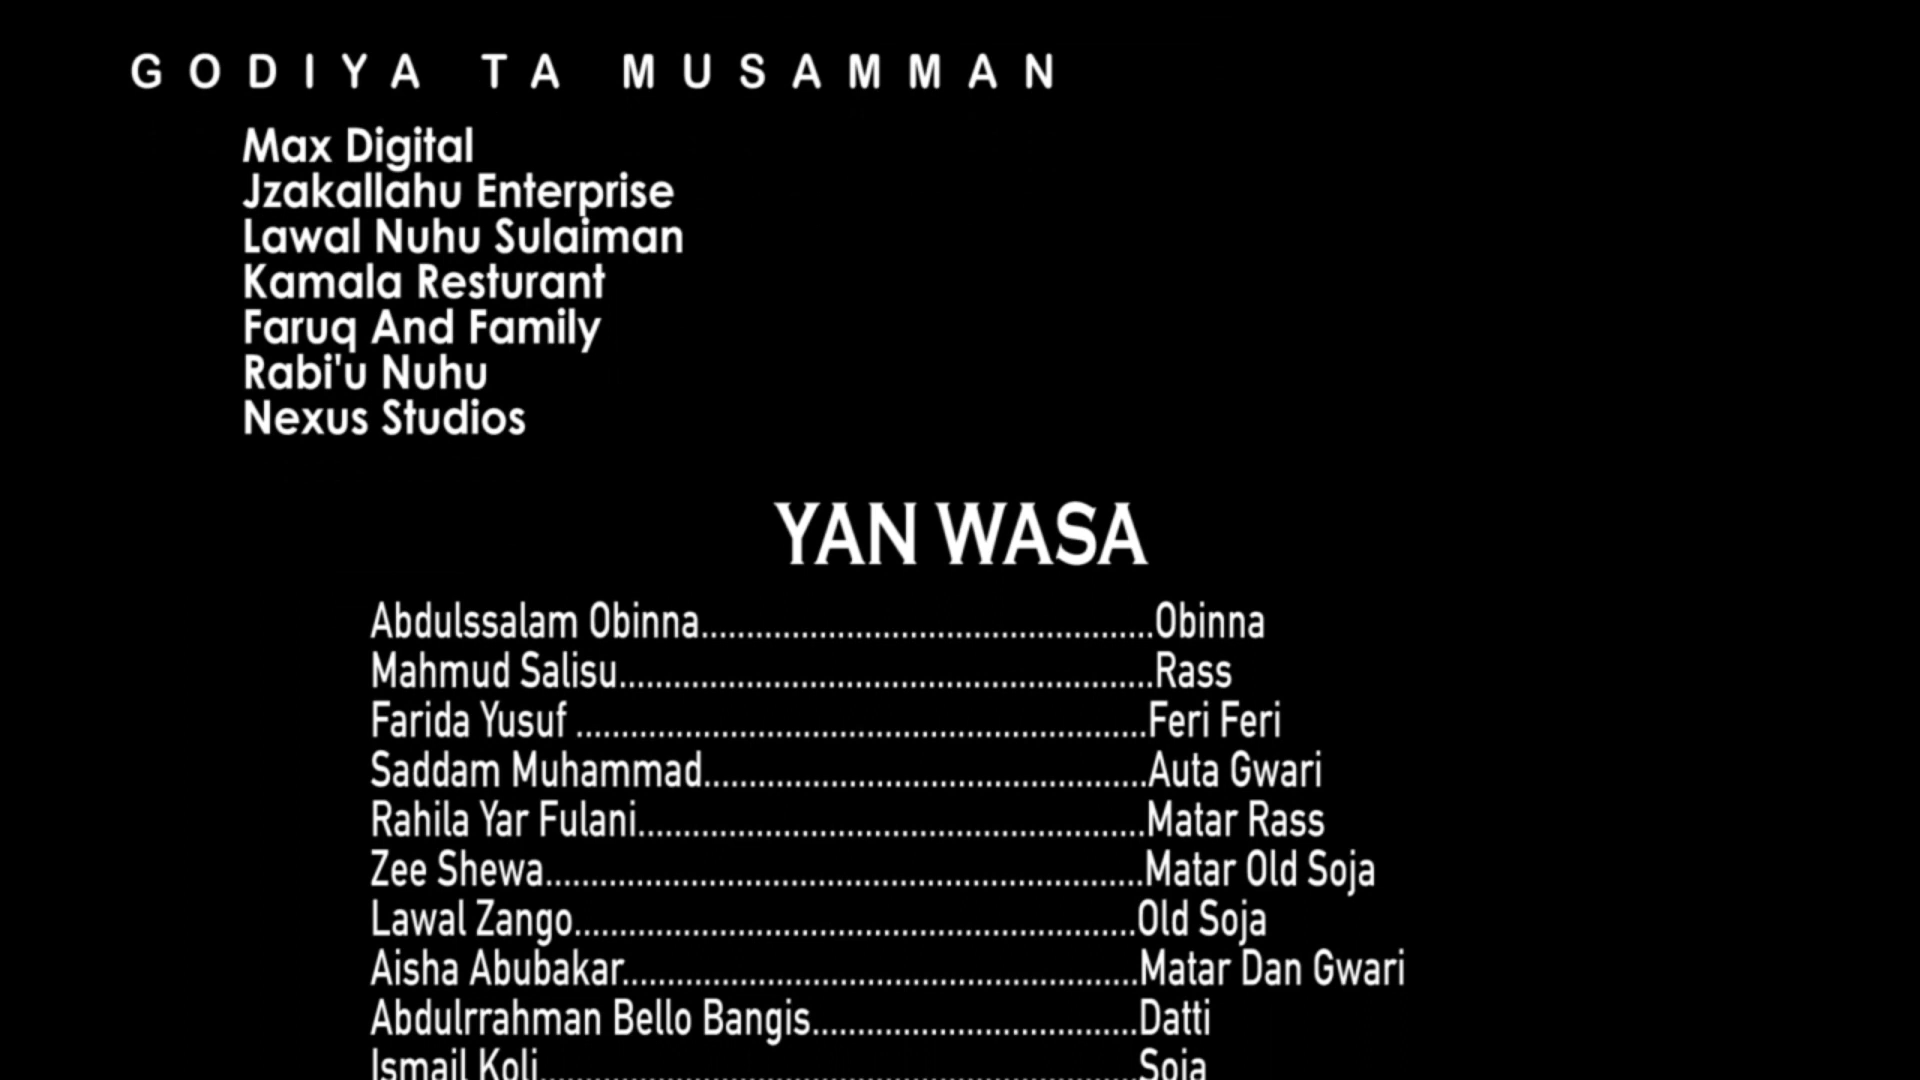 GODIYA TA MUSAMMAN
Max Digital
Jzakallahu Enterprise
Lawal Nuhu Sulaiman
Kamala Resturant
Faruq And Family
Rabi'u Nuhu
Nexus Studios
YAN WASA
Abdulssalam Obinna..................................................Obinna
Mahmud Salisu...........................................................Rass
Farida Yusuf ...............................................................Feri Feri
Saddam Muhammad.................................................Auta Gwari
Rahila Yar Fulani........................................................Matar Rass
Zee Shewa..................................................................Matar Old Soja
Lawal Zango..............................................................Old Soja
Aisha Abubakar.........................................................Matar Dan Gwari
Abdulrrahman Bello Bangis....................................Datti
Ismail Koli..................................................................Soja